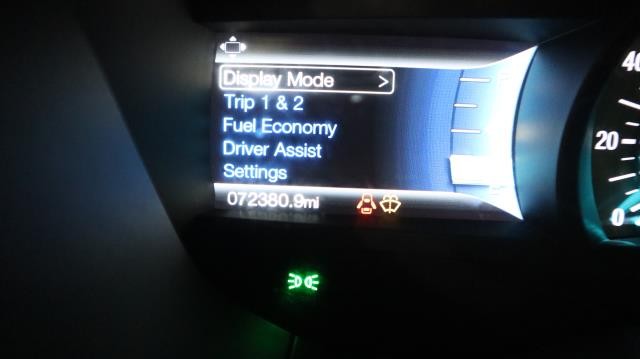 Display Mode >
Trip 1 & 2
Fuel Economy
Driver Assist
Settings
072380.9mi
40
20
0